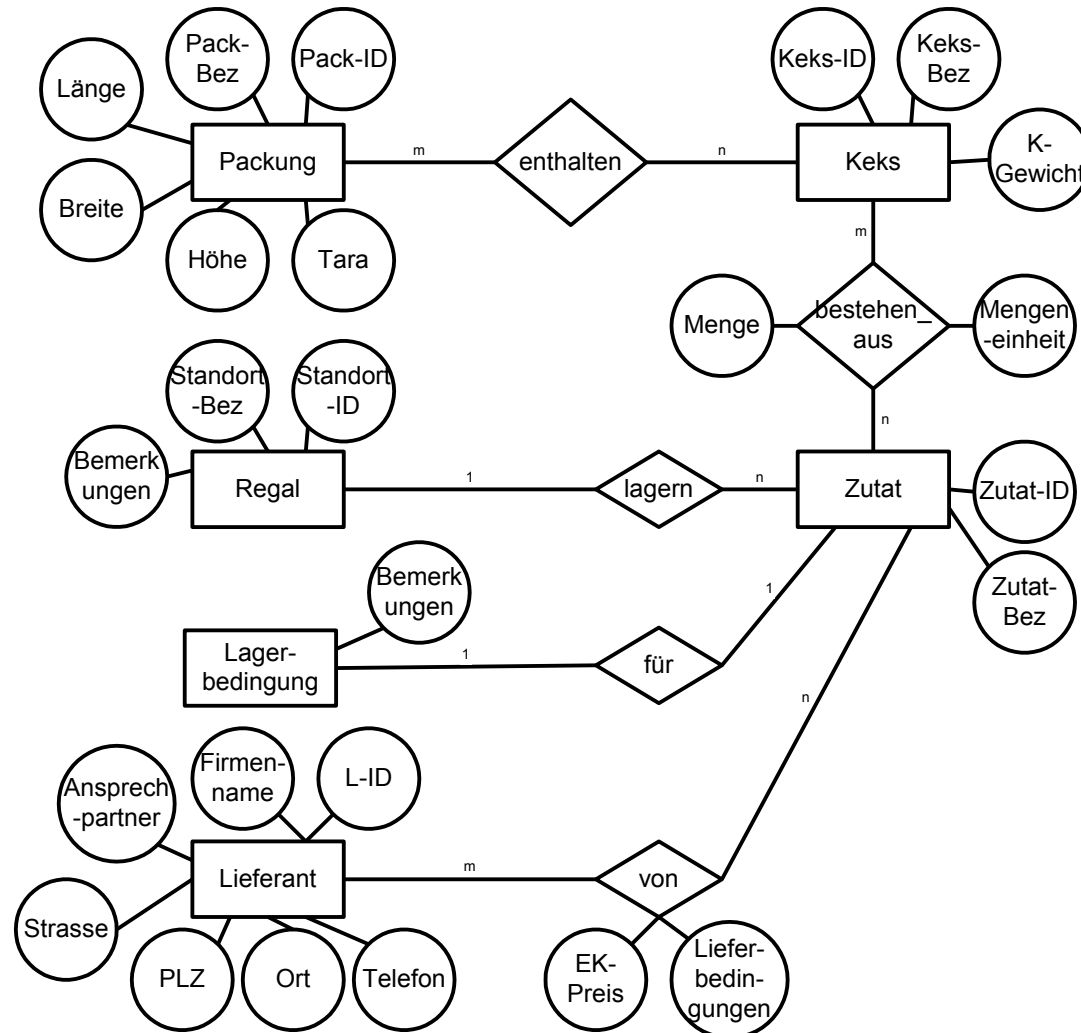 Pack-
Bez
Pack-ID
Keks-ID
Keks-
Bez
Länge
Packung
m
enthalten
n
Keks
K-
Gewicht
Breite
Höhe
Tara
m
Menge
bestehen_
aus
Mengen
-einheit
n
Standort
-Bez
Standort
-ID
Bemerk
ungen
Regal
1
lagern
n
Zutat
Zutat-ID
Zutat-
Bez
Bemerk
ungen
1
Lager-
bedingung
1
für
n
Firmen-
name
L-ID
Ansprech
-partner
Lieferant
m
von
Strasse
PLZ
Ort
Telefon
EK-
Preis
Liefer-
bedin-
gungen